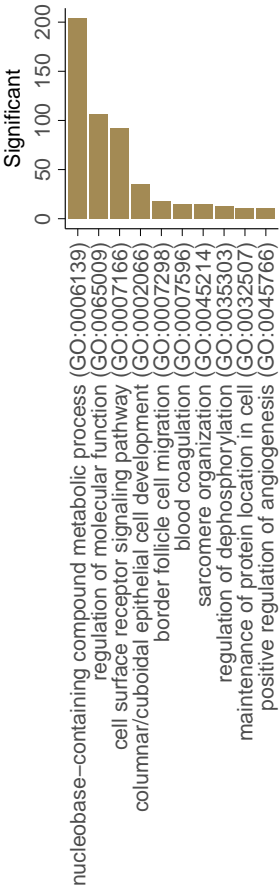 Significant
200
150
100
50
0
nucleobase−containing compound metabolic process (GO:0006139)
regulation of molecular function (GO:0065009)
cell surface receptor signaling pathway (GO:0007166)
columnar/cuboidal epithelial cell development (GO:0002066)
border follicle cell migration (GO:0007298)
blood coagulation (GO:0007596)
sarcomere organization (GO:0045214)
regulation of dephosphorylation (GO:0035303)
maintenance of protein location in cell (GO:0032507)
positive regulation of angiogenesis (GO:0045766)